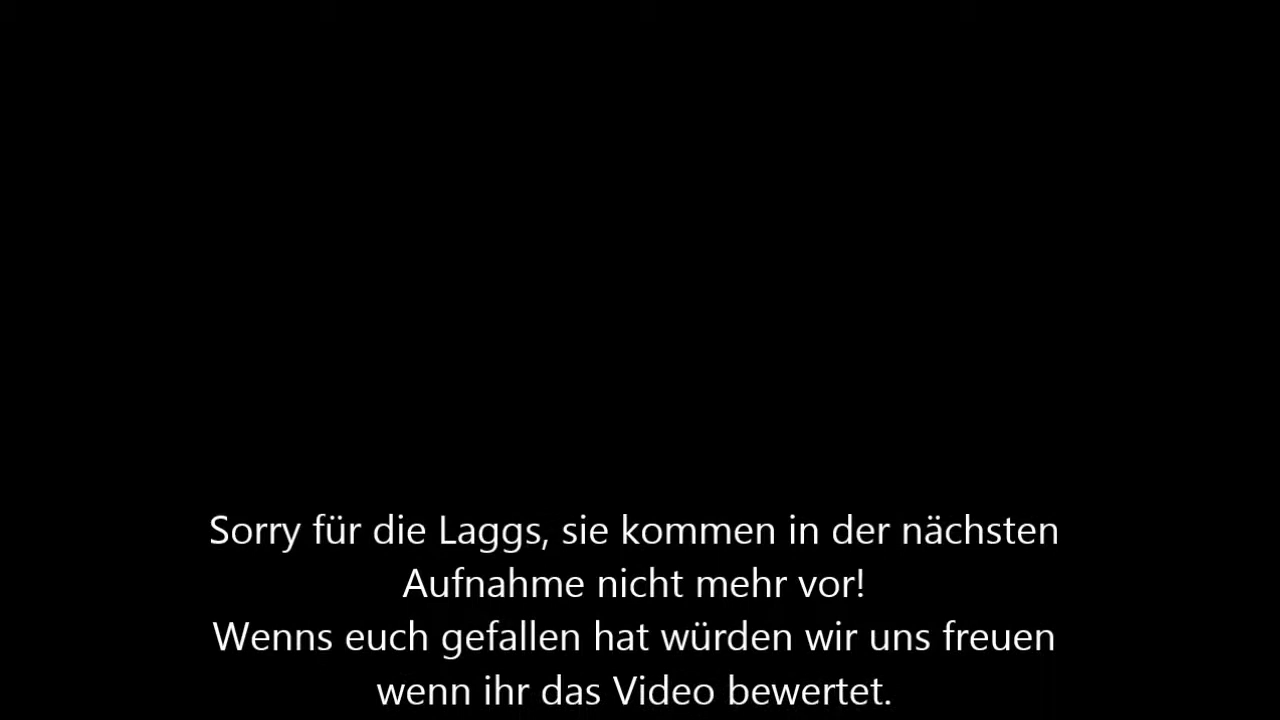 Sorry für die Laggs, sie kommen in der nächsten
Aufnahme nicht mehr vor!
Wenns euch gefallen hat würden wir uns freuen
wenn ihr das Video bewertet.